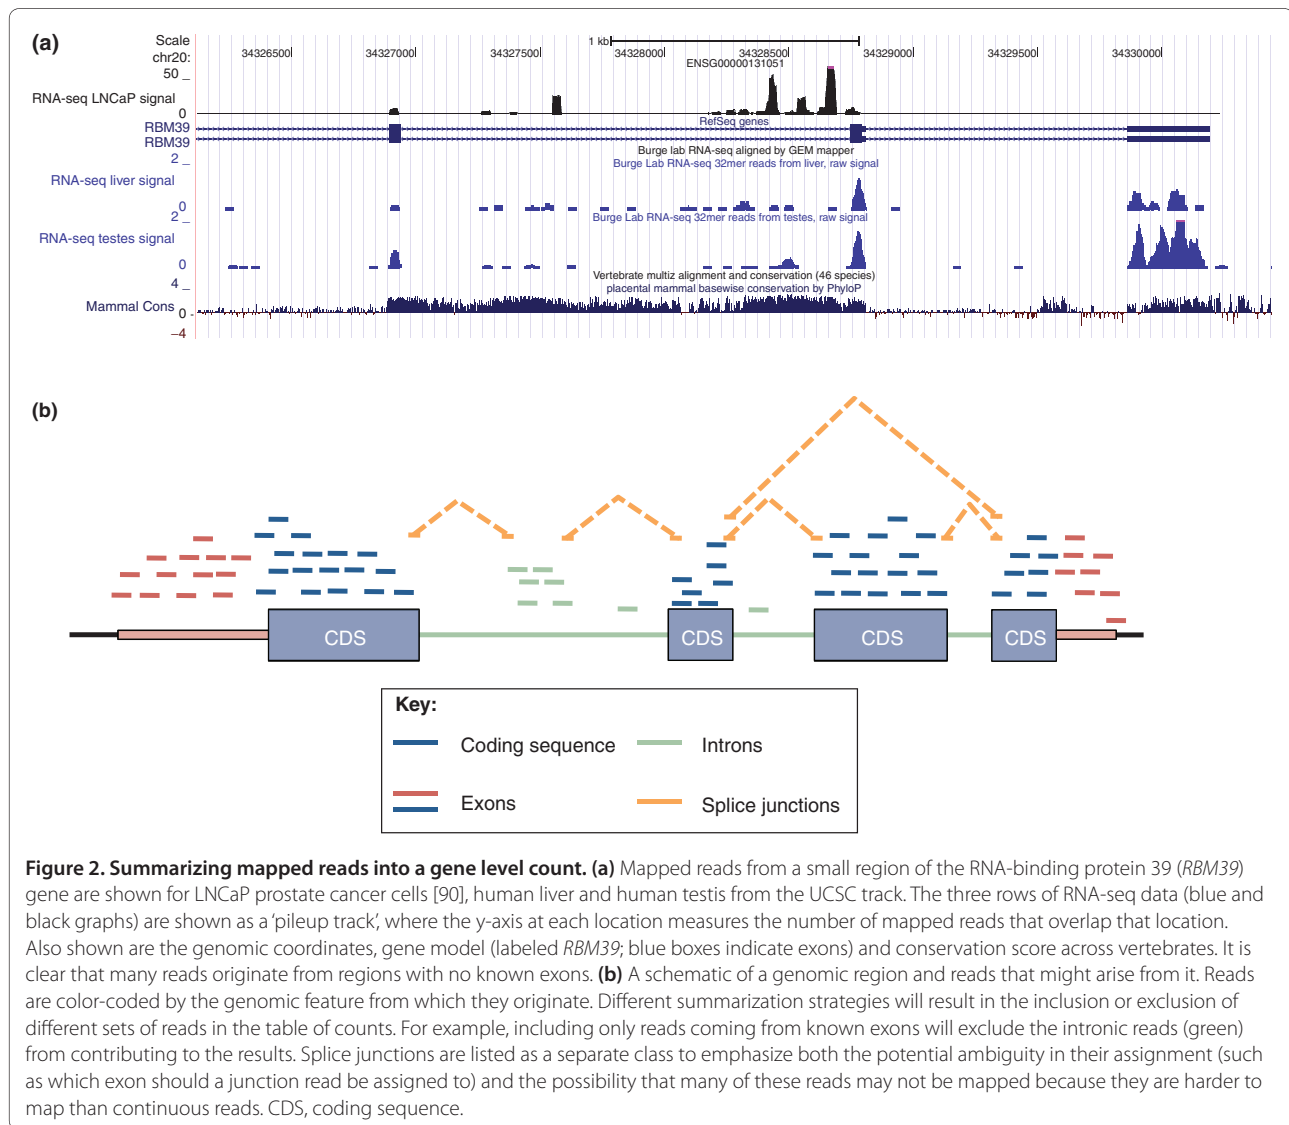 (a)
Scale
1 kb
chr20:
34326500 34327000 34327500 34328000 34328500 34329000 34329500 34330000
ENSG00000131051
50 _
RNA-seq LNCaP signal
0
RefSeq genes
RBM39
RBM39
Burge lab RNA-seq aligned by GEM mapper
2 _
Burge Lab RNA-seq 32mer reads from liver, raw signal
RNA-seq liver signal
0
2 _
Burge Lab RNA-seq 32mer reads from testes, raw signal
RNA-seq testes signal
0
Vertebrate multiz alignment and conservation (46 species)
4 _
placental mammal basewise conservation by PhyloP
Mammal Cons
0 -
–4
(b)
CDS CDS CDS CDS
Key:
Coding sequence Introns
Exons Splice junctions
Figure 2. Summarizing mapped reads into a gene level count. (a) Mapped reads from a small region of the RNA-binding protein 39 (RBM39)
gene are shown for LNCaP prostate cancer cells [90], human liver and human testis from the UCSC track. The three rows of RNA-seq data (blue and
black graphs) are shown as a ‘pileup track’, where the y-axis at each location measures the number of mapped reads that overlap that location.
Also shown are the genomic coordinates, gene model (labeled RBM39; blue boxes indicate exons) and conservation score across vertebrates. It is
clear that many reads originate from regions with no known exons. (b) A schematic of a genomic region and reads that might arise from it. Reads
are color-coded by the genomic feature from which they originate. Different summarization strategies will result in the inclusion or exclusion of
different sets of reads in the table of counts. For example, including only reads coming from known exons will exclude the intronic reads (green)
from contributing to the results. Splice junctions are listed as a separate class to emphasize both the potential ambiguity in their assignment (such
as which exon should a junction read be assigned to) and the possibility that many of these reads may not be mapped because they are harder to
map than continuous reads. CDS, coding sequence.